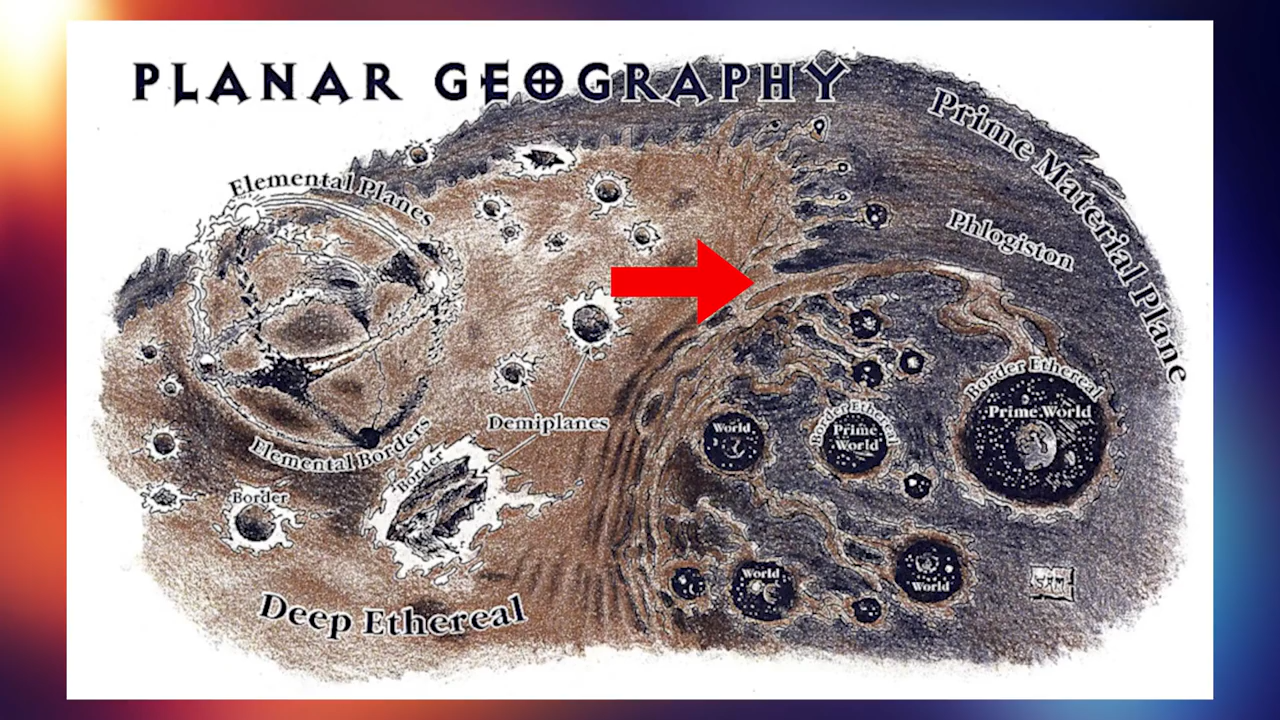 PLANAR GEOGRAPHY
Prime Material Plane
Elemental Planes
Phlogiston
Border Ethereal
Prime World
World
Border Ethereal
Prime
World
Demiplanes
Elemental Borders
Border
Border
World
World
Deep Ethereal